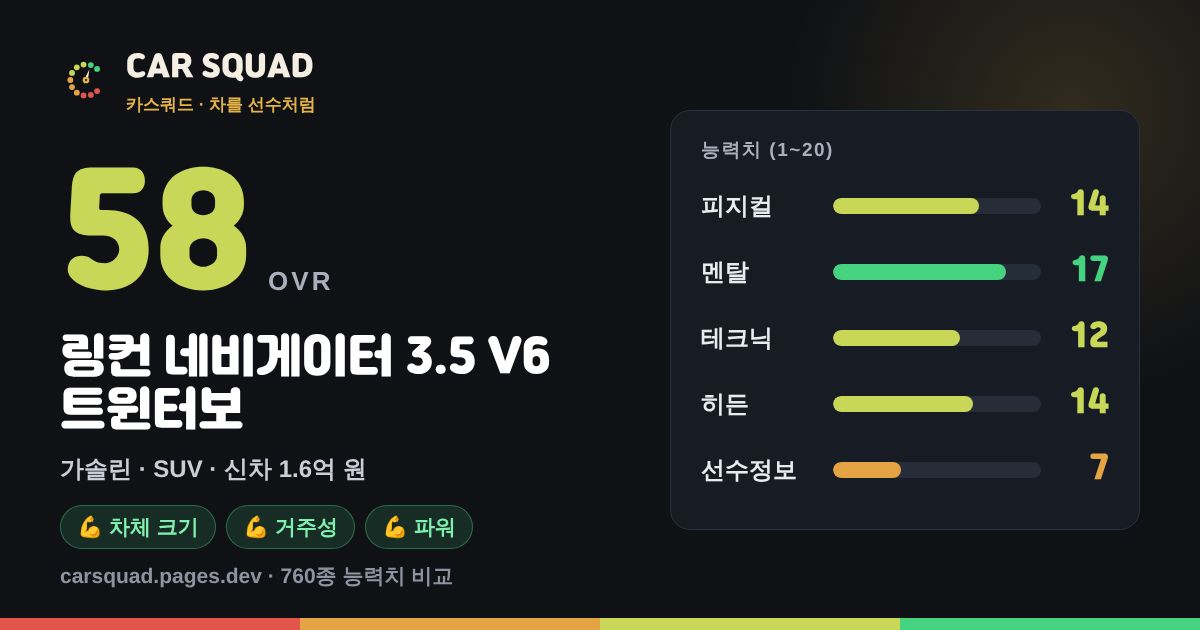 CAR SQUAD
카스쿼드 · 차를 선수처럼
58 OVR
링컨 네비게이터 3.5 V6
트윈터보
가솔린 · SUV · 신차 1.6억 원
💪 차체 크기 💪 거주성 💪 파워
carsquad.pages.dev · 760종 능력치 비교
능력치 (1~20)
피지컬 14
멘탈 17
테크닉 12
히든 14
선수정보 7